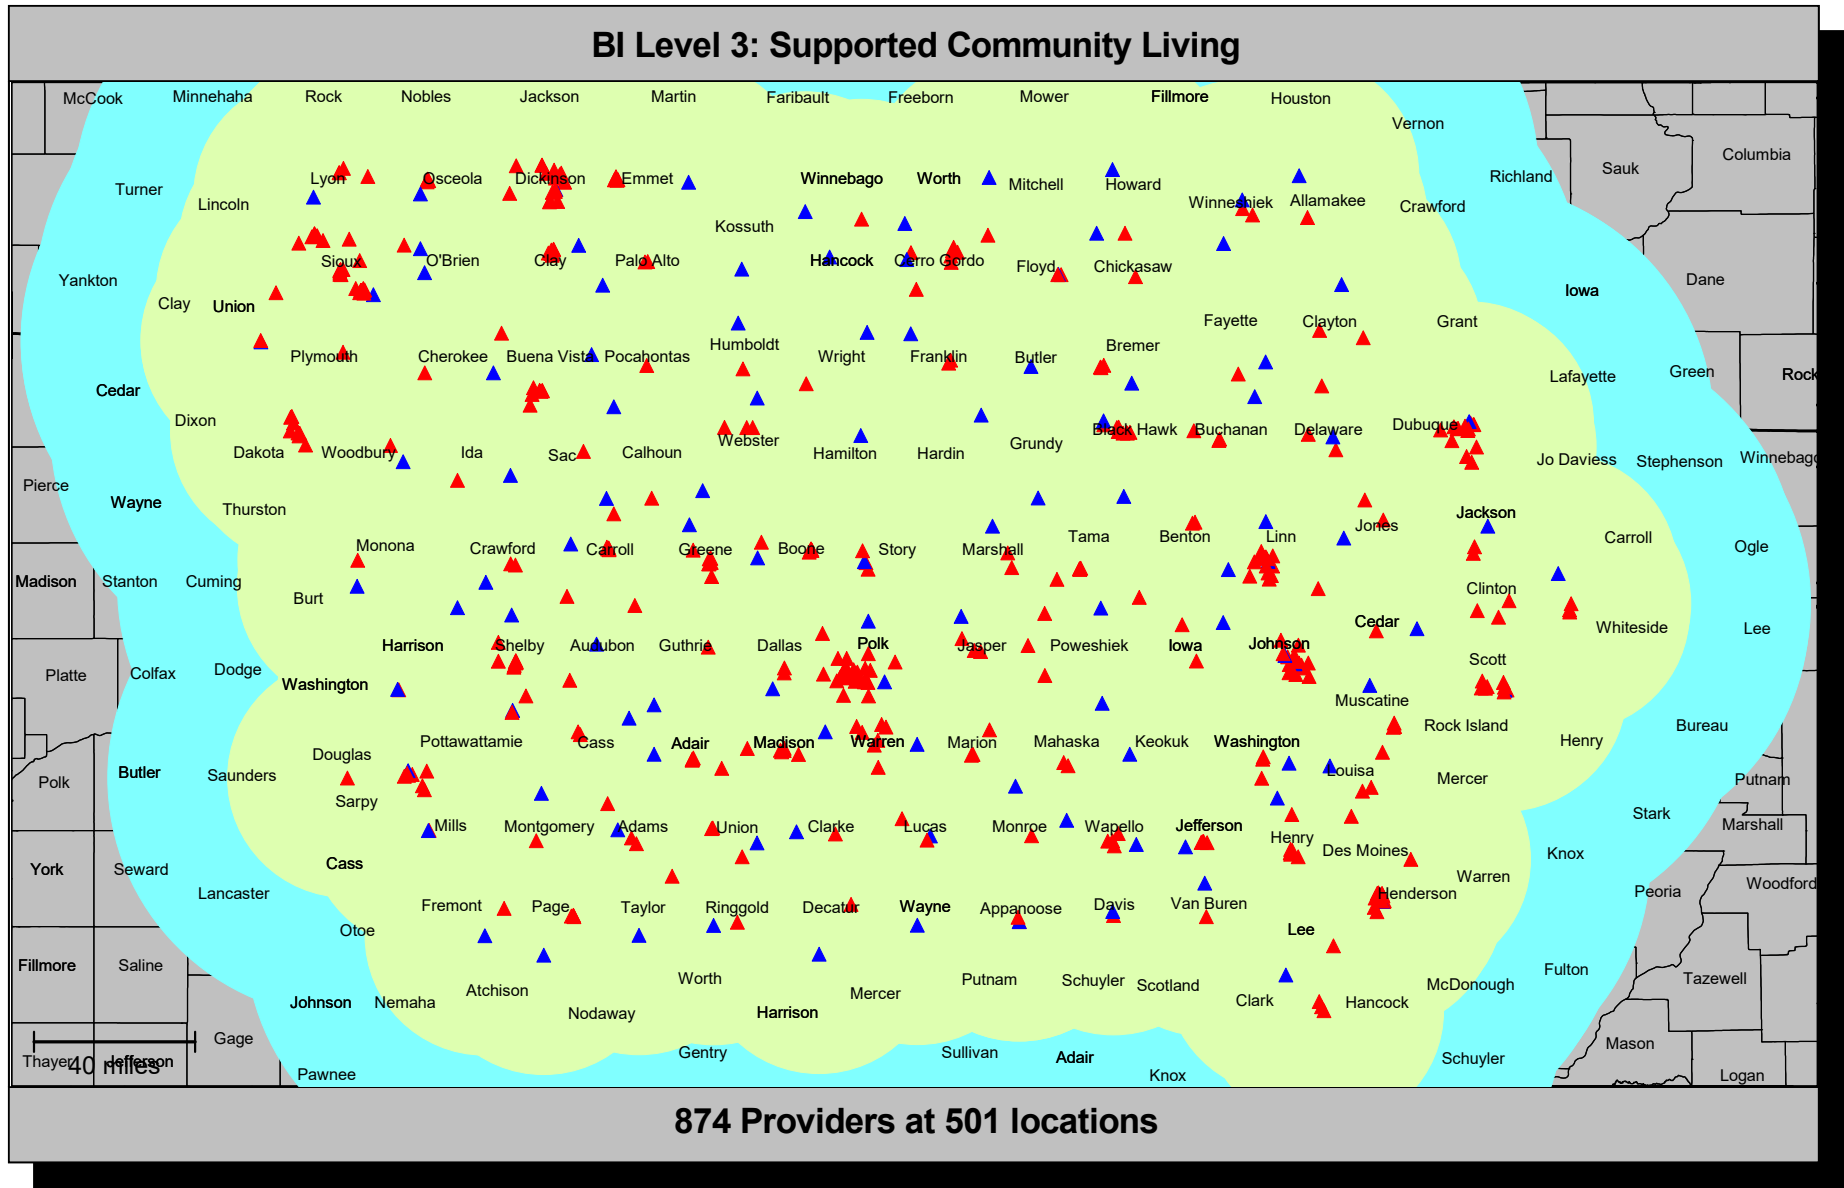 BI Level 3: Supported Community Living
McCook Minnehaha Rock Nobles Jackson Martin Faribault Freeborn Mower Fillmore Houston
Vernon
Columbia
Sauk
Turner Lyon Osceola Dickinson Emmet Winnebago Worth Mitchell Howard Richland
Lincoln Winneshiek Allamakee Crawford
Kossuth
Yankton Sioux O'Brien Clay Palo Alto Hancock Cerro Gordo Floyd Chickasaw Dane
Clay Union Iowa
Fayette Clayton Grant
Plymouth Cherokee Buena Vista Pocahontas Humboldt Wright Franklin Butler Bremer
Cedar Lafayette Green Rock
Dixon Webster Black Hawk Buchanan Delaware Dubuque
Dakota Woodbury Ida Sac Calhoun Hamilton Hardin Grundy Jo Daviess Stephenson Winnebago
Pierce
Wayne Thurston Jackson
Monona Crawford Carroll Greene Boone Story Marshall Tama Benton Linn Jones Carroll Ogle
Madison Stanton Cuming Burt Clinton
Harrison Shelby Audubon Guthrie Dallas Polk Jasper Poweshiek Iowa Johnson Cedar Whiteside Lee
Platte Colfax Dodge Washington Scott
Muscatine
Douglas Pottawattamie Cass Adair Madison Warren Marion Mahaska Keokuk Washington Rock Island Henry Bureau
Polk Butler Saunders Sarpy Louisa Mercer Putnam
Mills Montgomery Adams Union Clarke Lucas Monroe Wapello Jefferson Henry Stark Marshall
York Seward Cass Des Moines Knox
Lancaster Warren Peoria Woodford
Fremont Page Taylor Ringgold Decatur Wayne Appanoose Davis Van Buren Henderson
Otoe Lee
Fillmore Saline Worth Putnam Schuyler Scotland McDonough Fulton Tazewell
Johnson Nemaha Atchison Nodaway Harrison Mercer Clark Hancock
Gage Gentry Sullivan Adair Schuyler Mason
Thayer Jefferson
40 miles
Pawnee Knox Logan
874 Providers at 501 locations